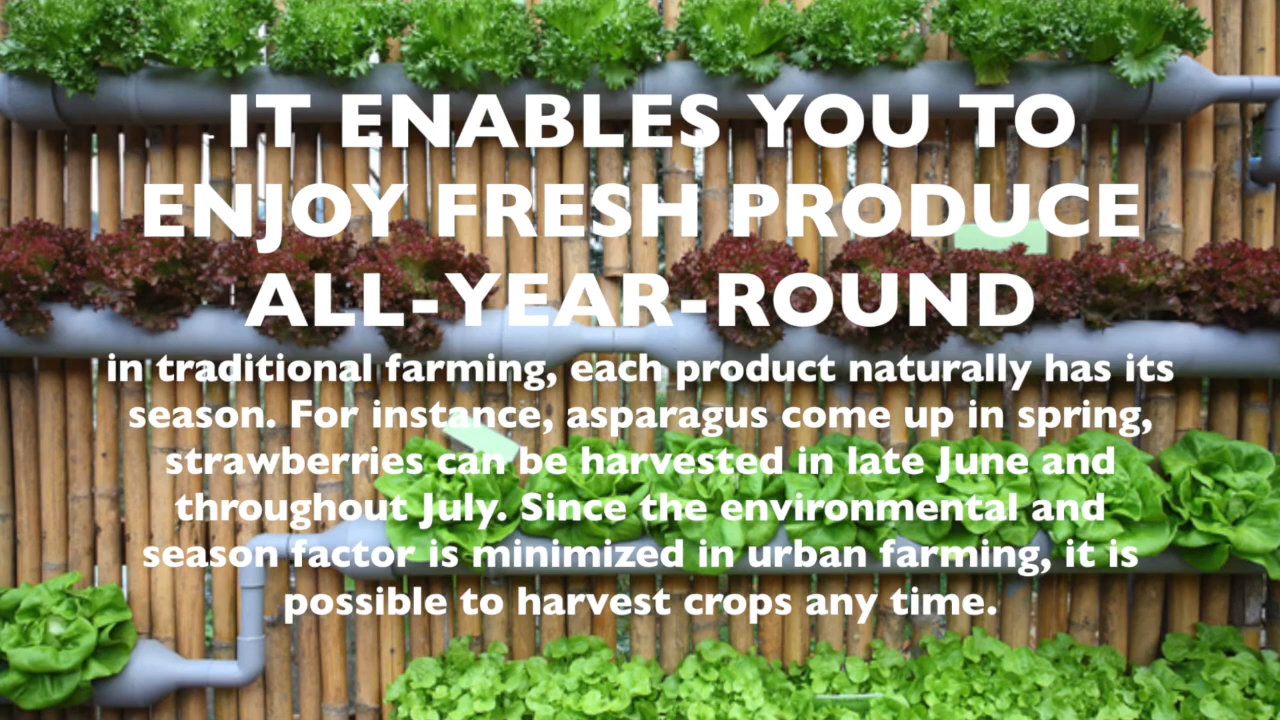 IT ENABLES YOU TO
ENJOY FRESH PRODUCE
ALL-YEAR-ROUND
in traditional farming, each product naturally has its
season. For instance, asparagus come up in spring,
strawberries can be harvested in late June and
throughout July. Since the environmental and
season factor is minimized in urban farming, it is
possible to harvest crops any time.